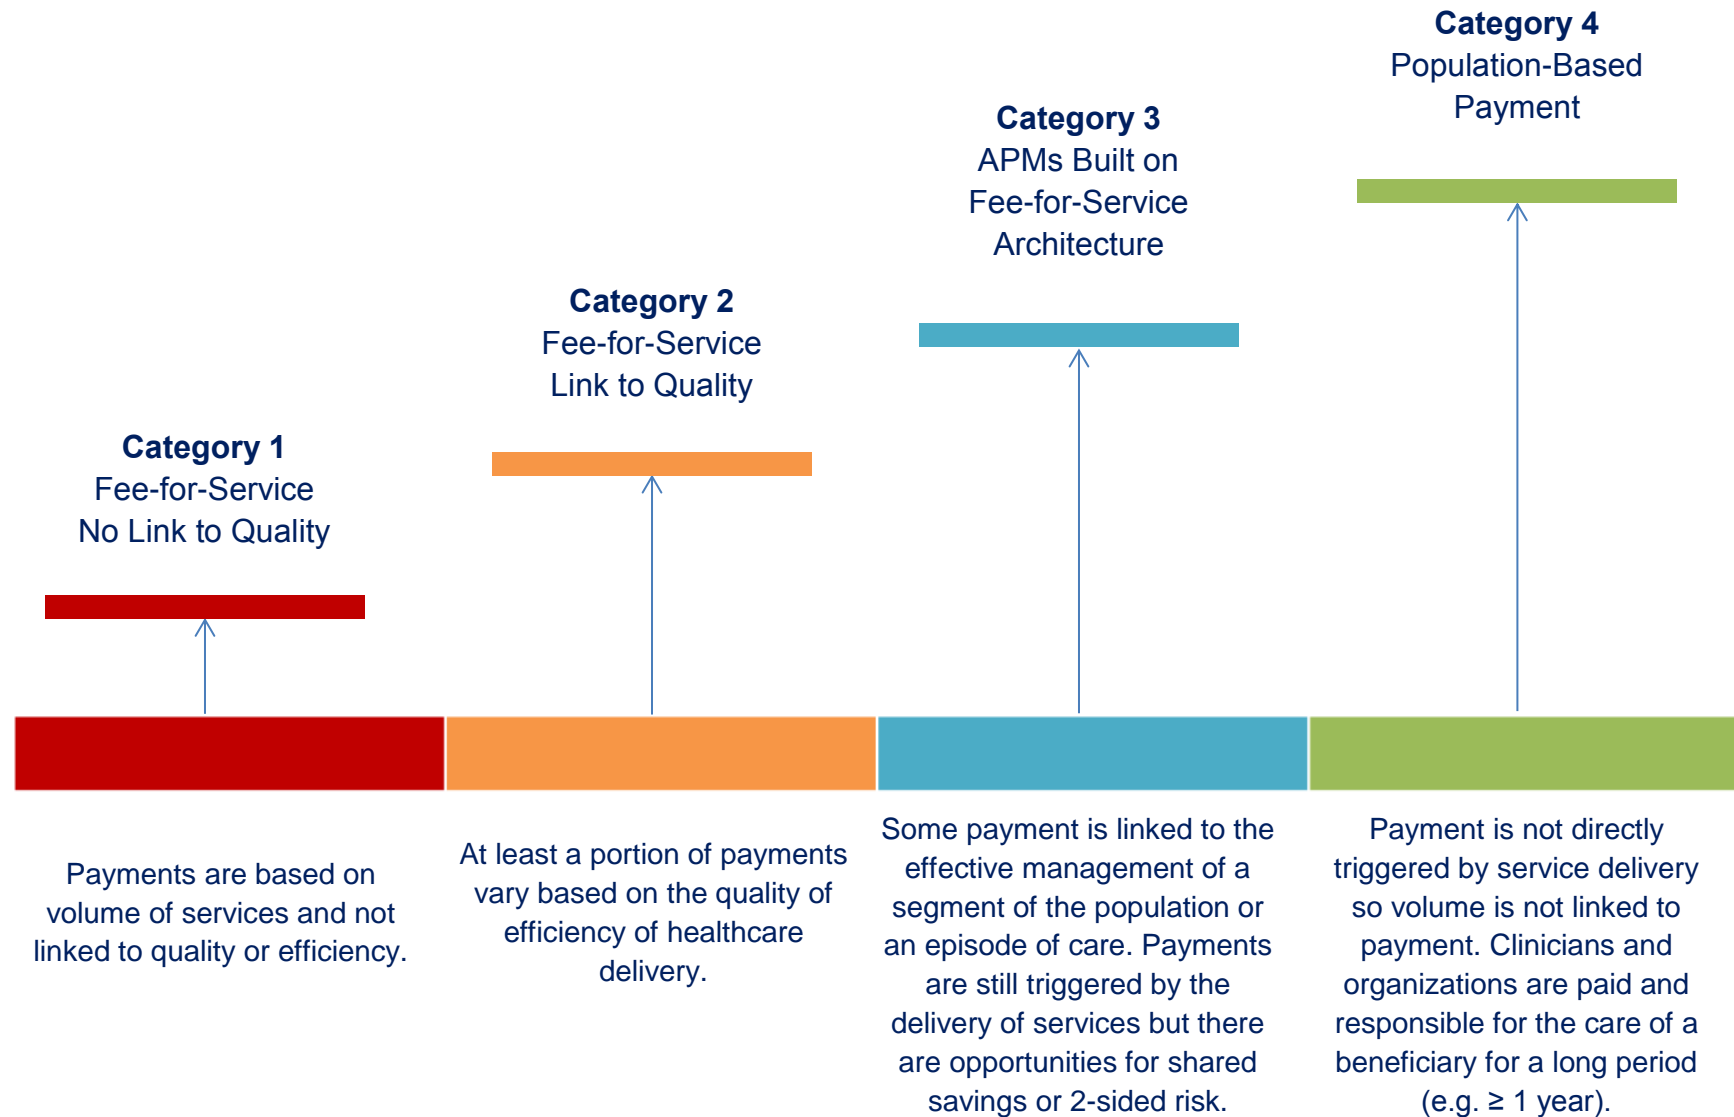 Category 1
Fee-for-Service
No Link to Quality
Category 2
Fee-for-Service
Link to Quality
Category 3
APMs Built on
Fee-for-Service
Architecture
Category 4
Population-Based
Payment
Payments are based on
volume of services and not
linked to quality or efficiency.
At least a portion of payments
vary based on the quality of
efficiency of healthcare
delivery.
Some payment is linked to the
effective management of a
segment of the population or
an episode of care. Payments
are still triggered by the
delivery of services but there
are opportunities for shared
savings or 2-sided risk.
Payment is not directly
triggered by service delivery
so volume is not linked to
payment. Clinicians and
organizations are paid and
responsible for the care of a
beneficiary for a long period
(e.g. ≥ 1 year).